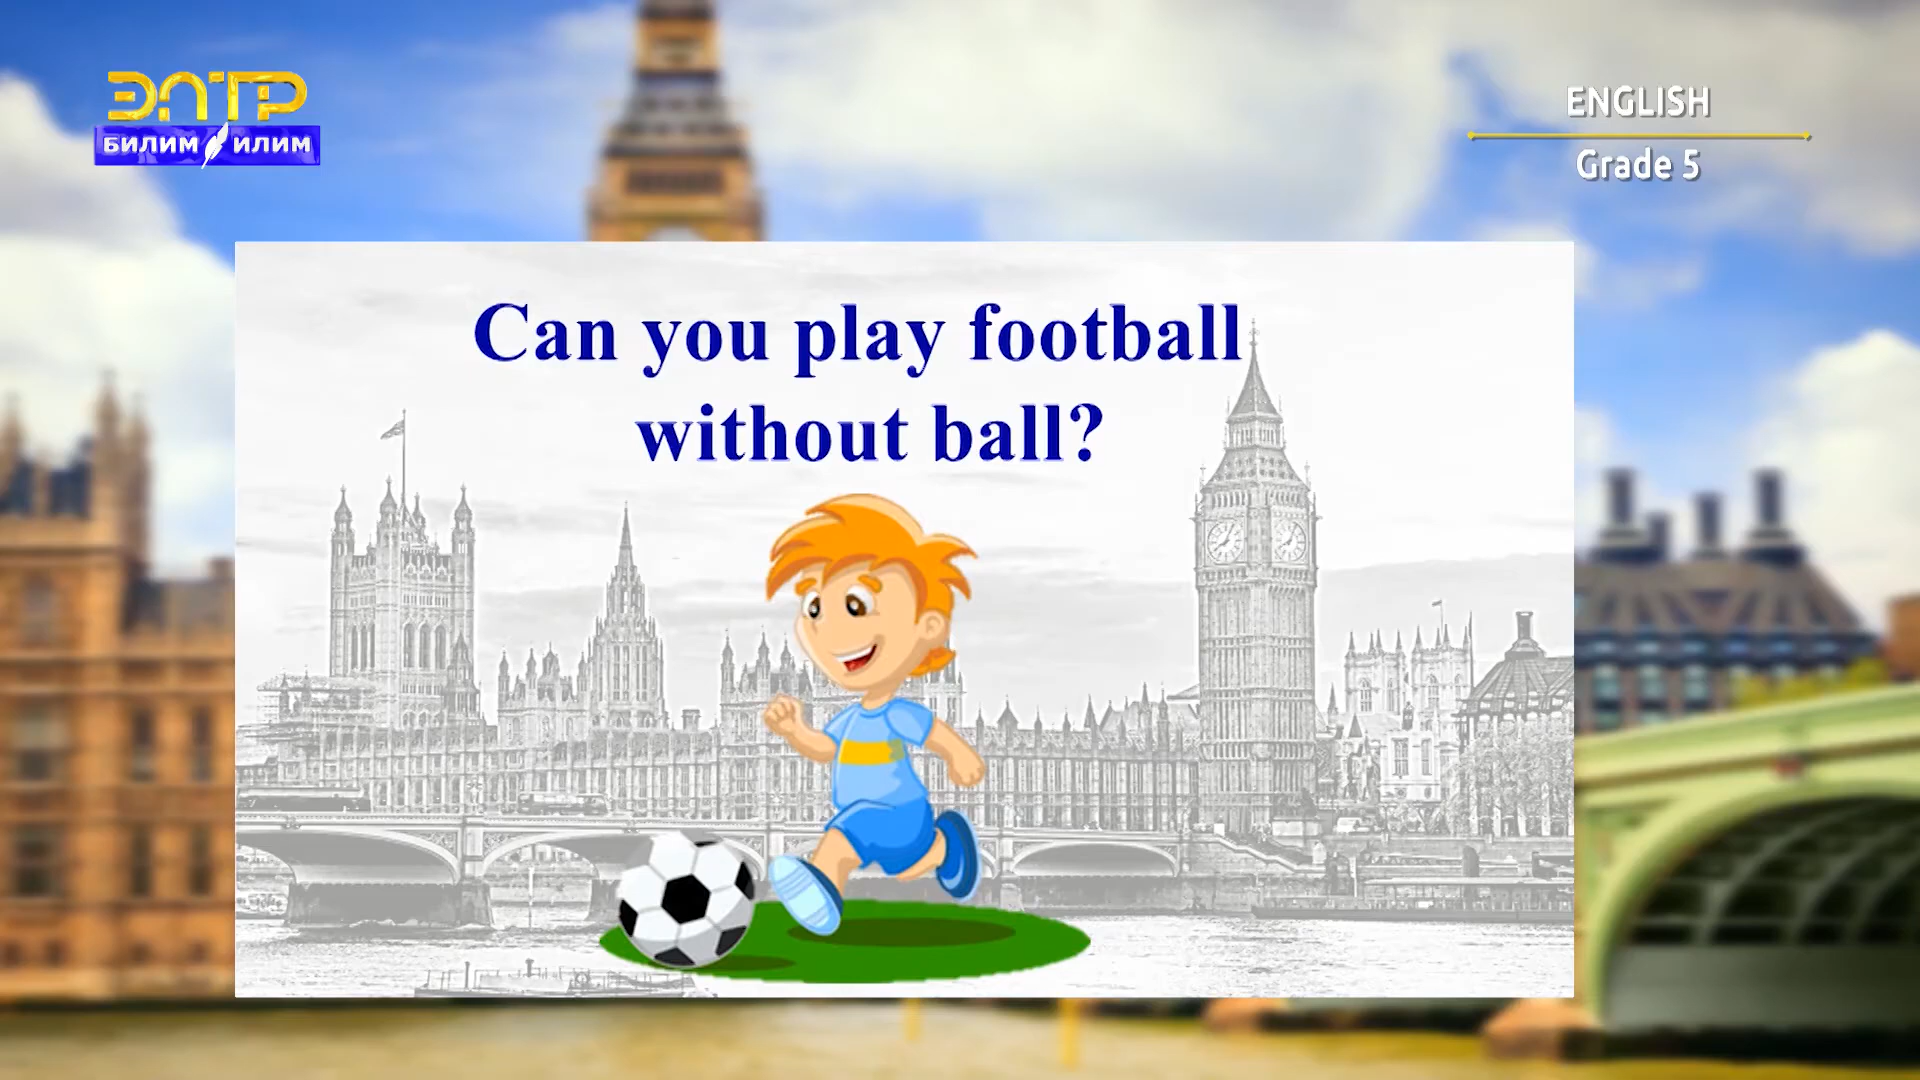 ЭЛТР
БИЛИМ ИЛИМ
ENGLISH
Grade 5
Can you play football
without ball?